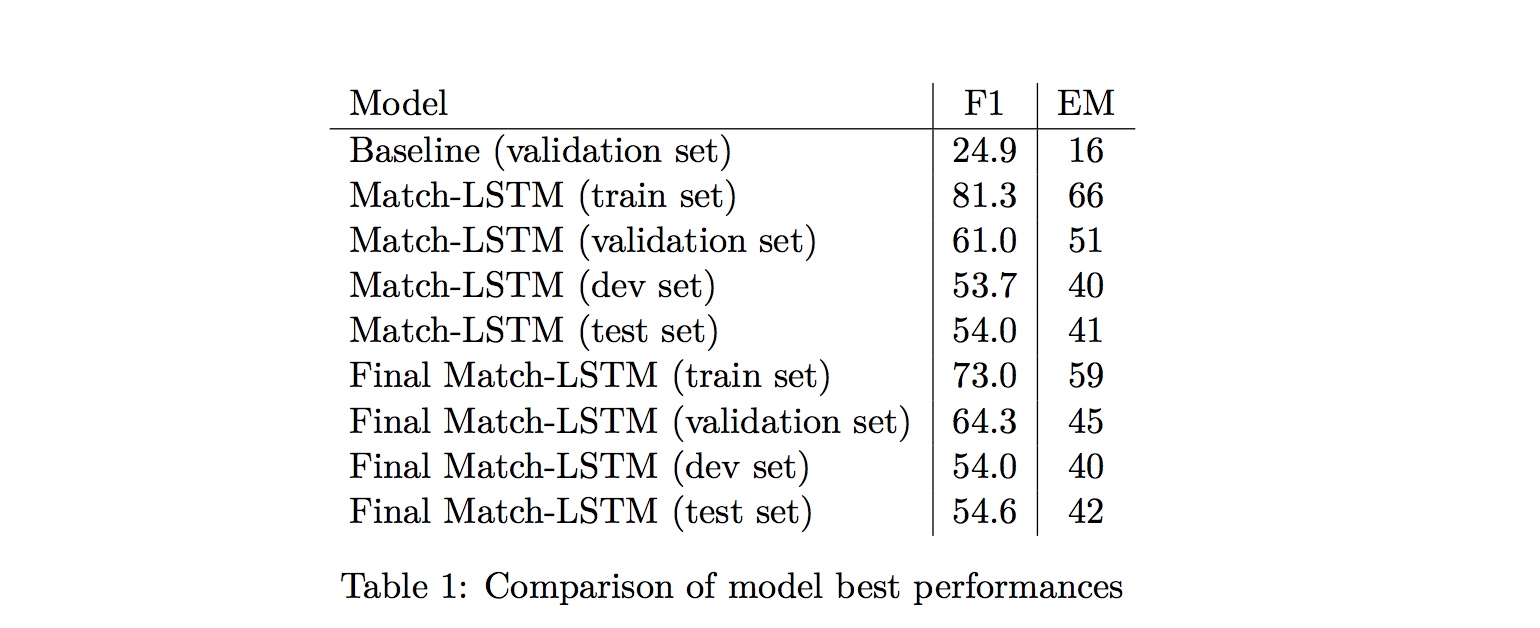 Model F1 EM
Baseline (validation set) 24.9 16
Match-LSTM (train set) 81.3 66
Match-LSTM (validation set) 61.0 51
Match-LSTM (dev set) 53.7 40
Match-LSTM (test set) 54.0 41
Final Match-LSTM (train set) 73.0 59
Final Match-LSTM (validation set) 64.3 45
Final Match-LSTM (dev set) 54.0 40
Final Match-LSTM (test set) 54.6 42
Table 1: Comparison of model best performances